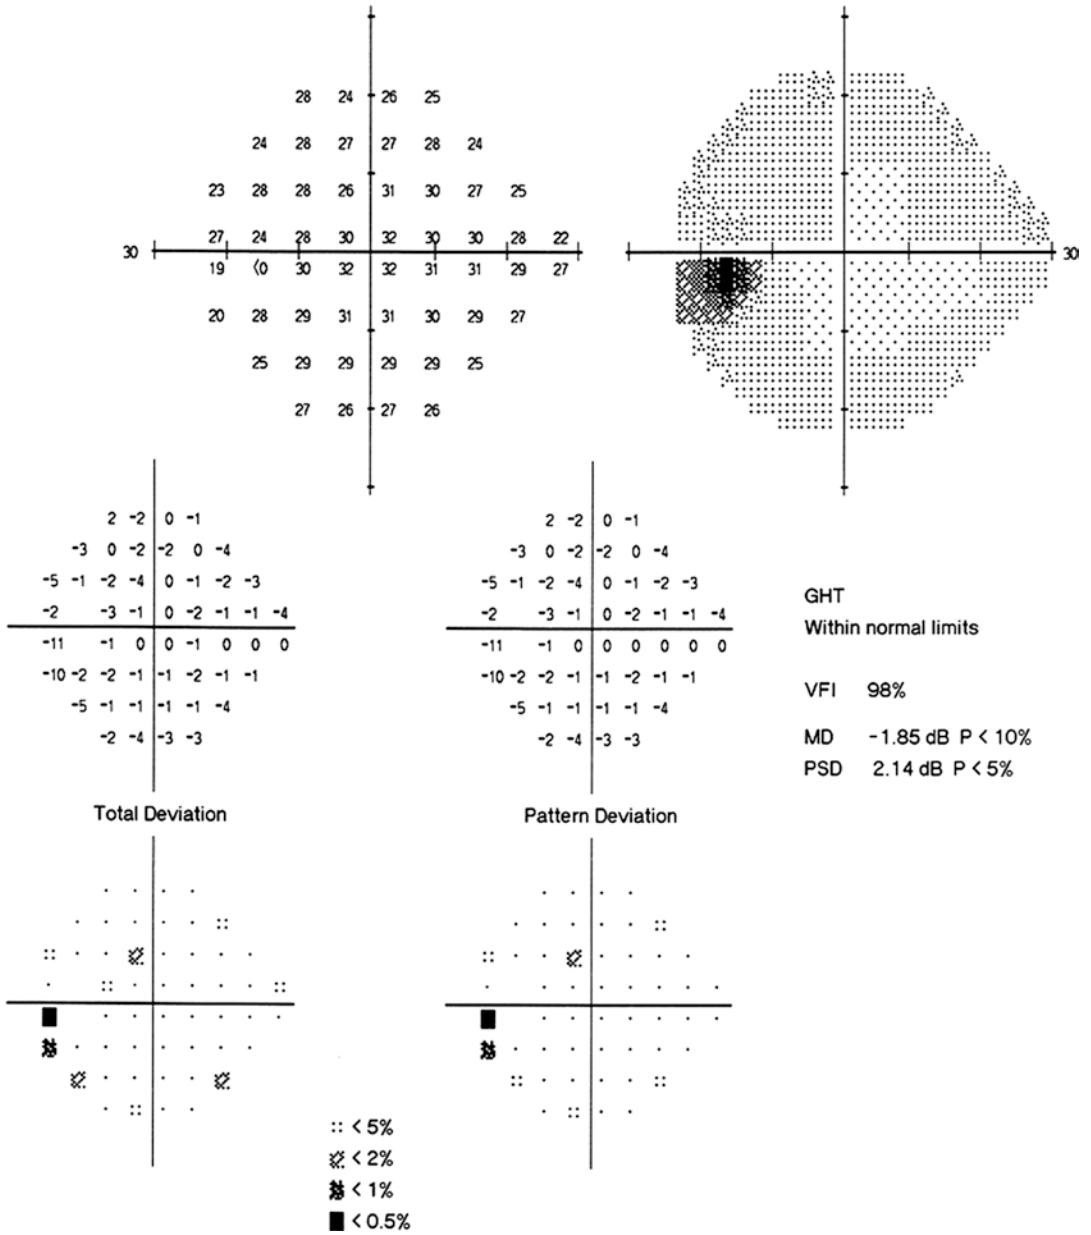 28 24 26 25
24 28 27 27 28 24
23 28 28 26 31 30 27 25
27 24 28 30 32 30 30 28 22
30 30
19 <0 30 32 32 31 31 29 27
20 28 29 31 31 30 29 27
25 29 29 29 29 25
27 26 27 26
2 -2 0 -1
-3 0 -2 -2 0 -4
-5 -1 -2 -4 0 -1 -2 -3
-2 -3 -1 0 -2 -1 -1 -4
-11 -1 0 0 -1 0 0 0
-10 -2 -2 -1 -1 -2 -1 -1
-5 -1 -1 -1 -1 -4
-2 -4 -3 -3
Total Deviation
2 -2 0 -1
-3 0 -2 -2 0 -4
-5 -1 -2 -4 0 -1 -2 -3
-2 -3 -1 0 -2 -1 -1 -4
-11 -1 0 0 0 0 0 0
-10 -2 -2 -1 -1 -2 -1 -1
-5 -1 -1 -1 -1 -4
-2 -4 -3 -3
Pattern Deviation
GHT
Within normal limits
VFI 98%
MD -1.85 dB P < 10%
PSD 2.14 dB P < 5%
< 5%
< 2%
< 1%
< 0.5%